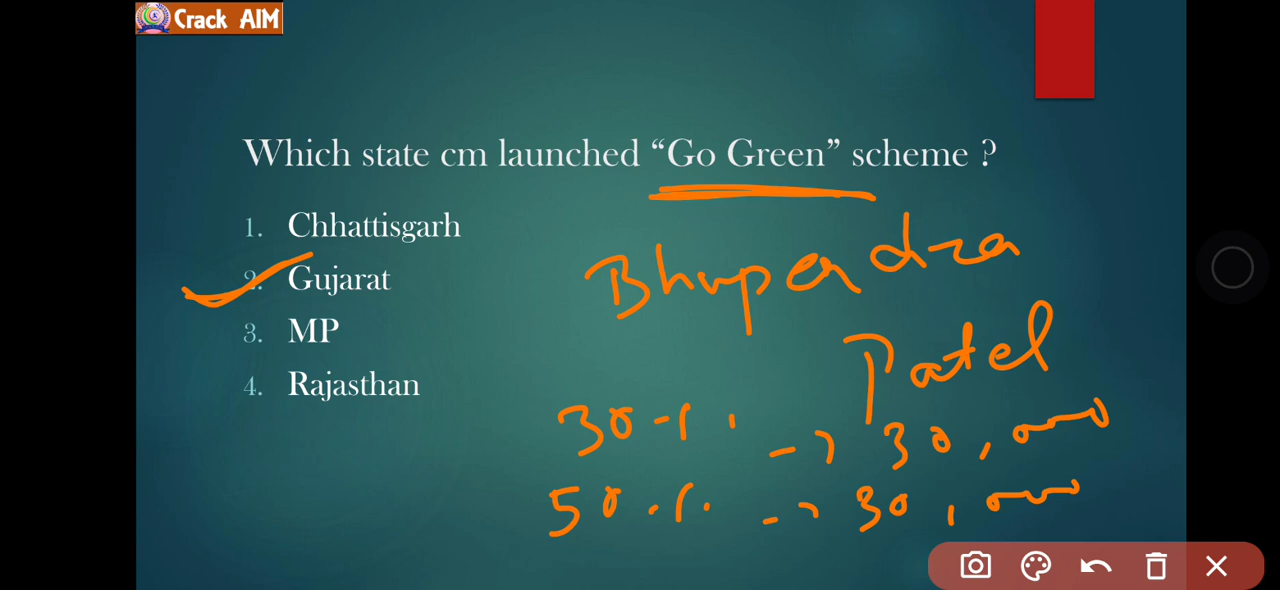 Crack AIM
Which state cm launched “Go Green” scheme ?
1. Chhattisgarh
2. Gujarat
3. MP
4. Rajasthan
Bhupendra
Patel
30% -> 30,000
50% -> 30,000